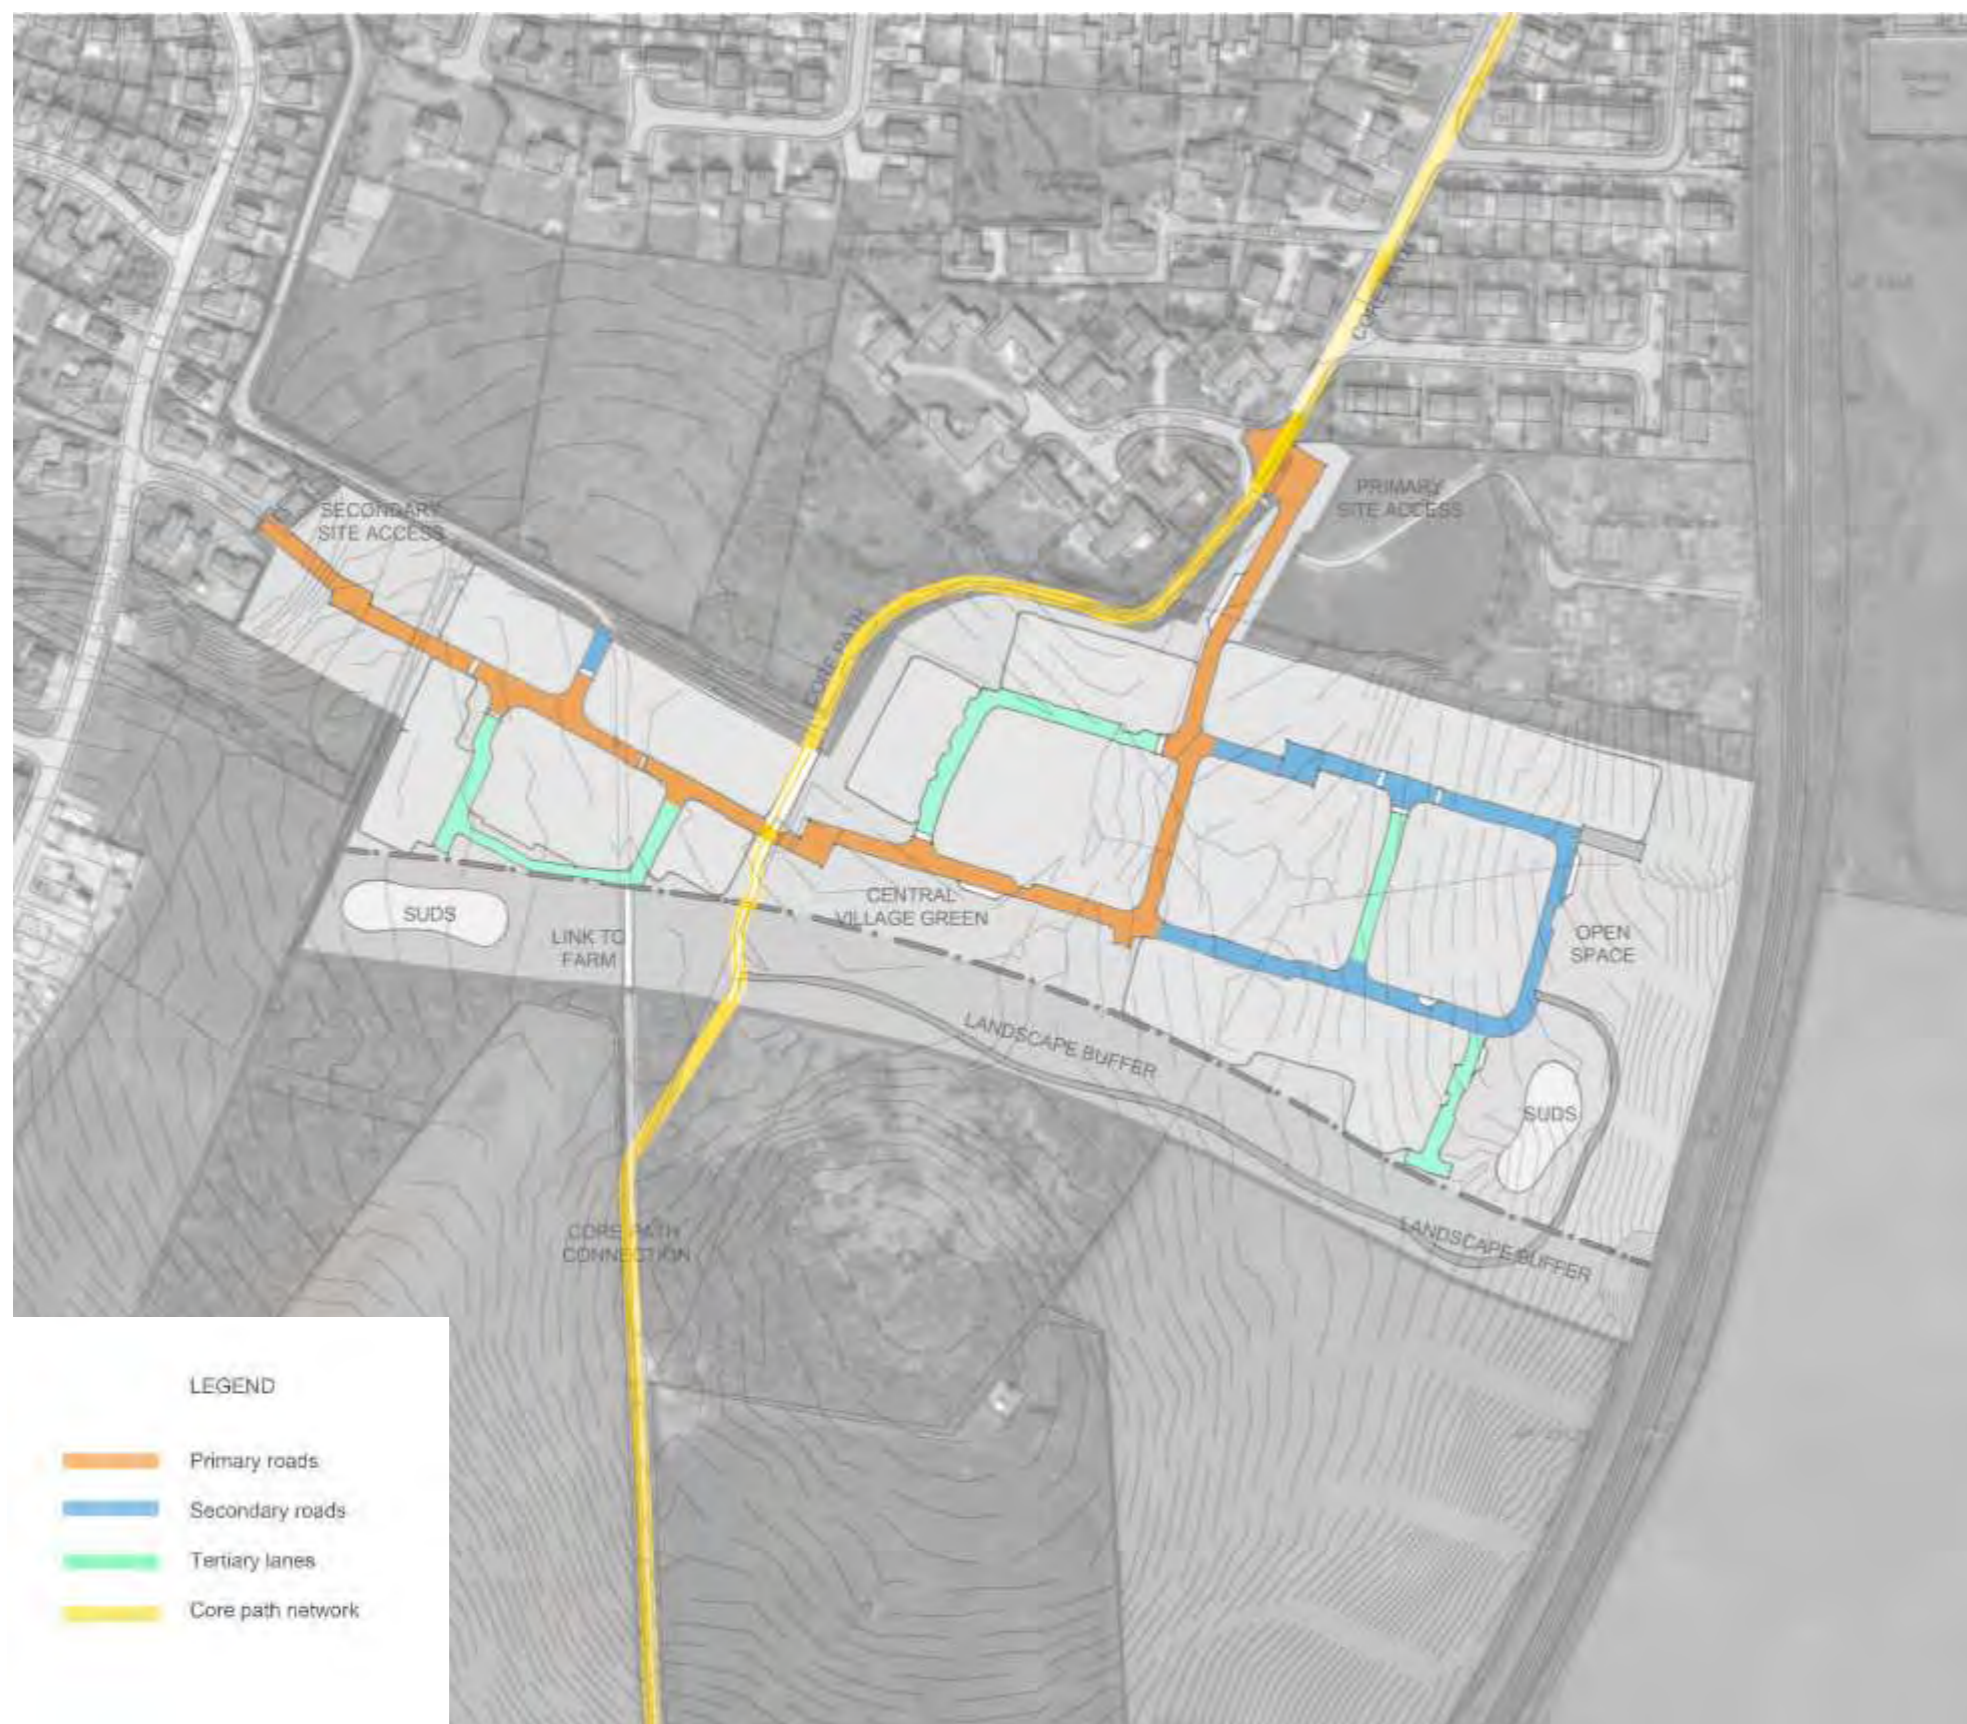 CORE PATH
SECONDARY
SITE ACCESS
PRIMARY
SITE ACCESS
CORE PATH
CENTRAL
VILLAGE GREEN
SUDS
LINK TO
FARM
OPEN
SPACE
LANDSCAPE BUFFER
SUDS
LANDSCAPE BUFFER
CORE PATH
CONNECTION
LEGEND
Primary roads
Secondary roads
Tertiary lanes
Core path network